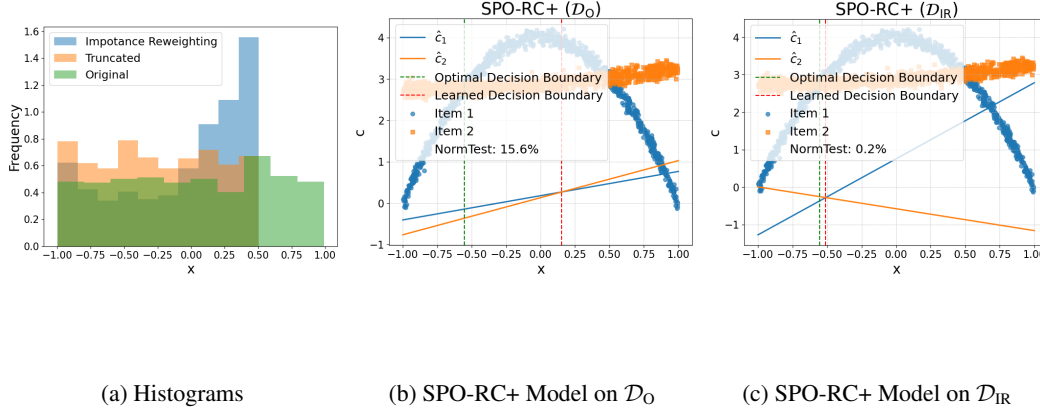 SPO-RC+ (𝒟_O)
SPO-RC+ (𝒟_IR)
Impotance Reweighting
Truncated
Original
Frequency
1.6
1.4
1.2
1.0
0.8
0.6
0.4
0.2
0.0
−1.00 −0.75 −0.50 −0.25 0.00 0.25 0.50 0.75 1.00
x
ĉ₁
ĉ₂
Optimal Decision Boundary
Learned Decision Boundary
Item 1
Item 2
NormTest: 15.6%
c
4
3
2
1
0
−1
−1.00 −0.75 −0.50 −0.25 0.00 0.25 0.50 0.75 1.00
x
ĉ₁
ĉ₂
Optimal Decision Boundary
Learned Decision Boundary
Item 1
Item 2
NormTest: 0.2%
c
4
3
2
1
0
−1
−1.00 −0.75 −0.50 −0.25 0.00 0.25 0.50 0.75 1.00
x
(a) Histograms
(b) SPO-RC+ Model on 𝒟_O
(c) SPO-RC+ Model on 𝒟_IR